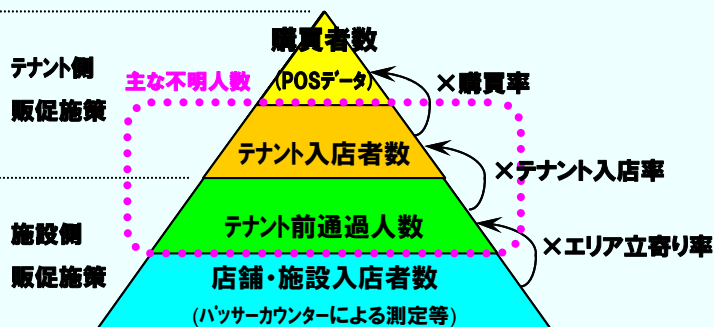 購買者数
テナント側
主な不明人数
(POSデータ)
×購買率
販促施策
テナント入店者数
×テナント入店率
テナント前通過人数
施設側
×エリア立寄り率
販促施策
店舗・施設入店者数
(パッサーカウンターによる測定等)